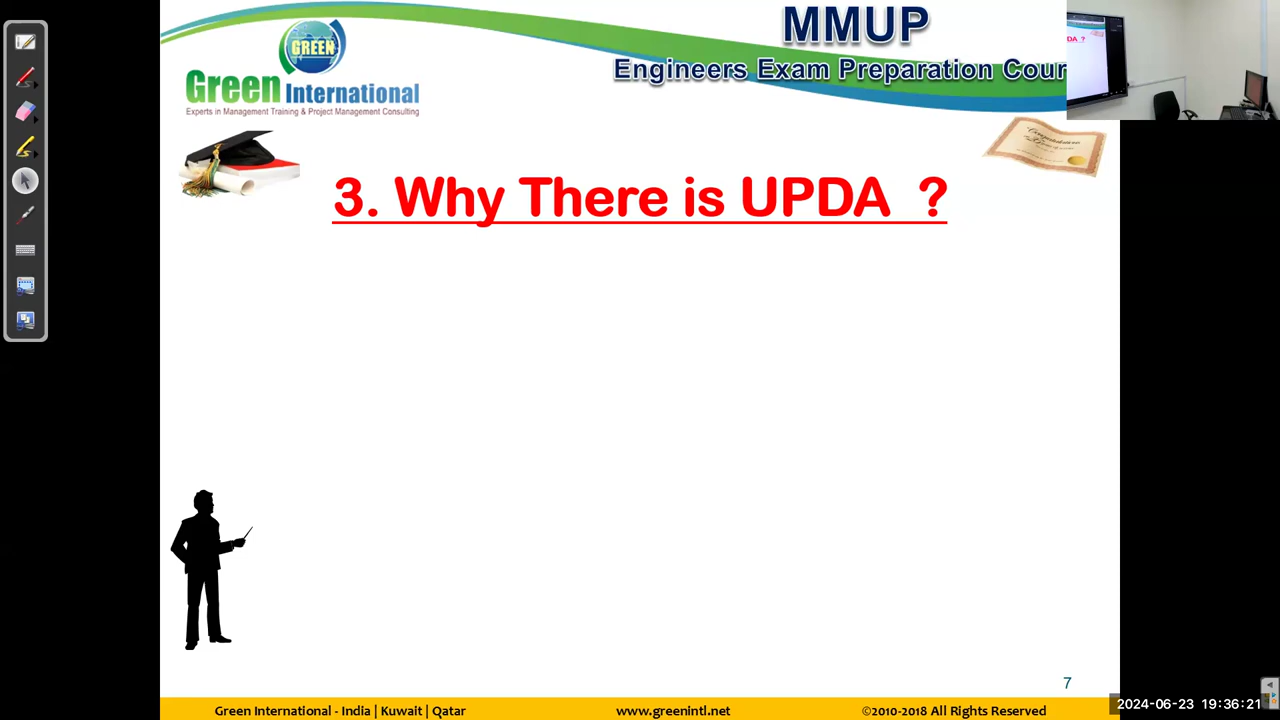 GREEN
Green International
Experts in Management Training & Project Management Consulting
MMUP
Engineers Exam Preparation Cour
DA ?
Congratulations
3. Why There is UPDA ?
7
Green International - India | Kuwait | Qatar
www.greenintl.net
©2010-2018 All Rights Reserved
2024-06-23 19:36:21